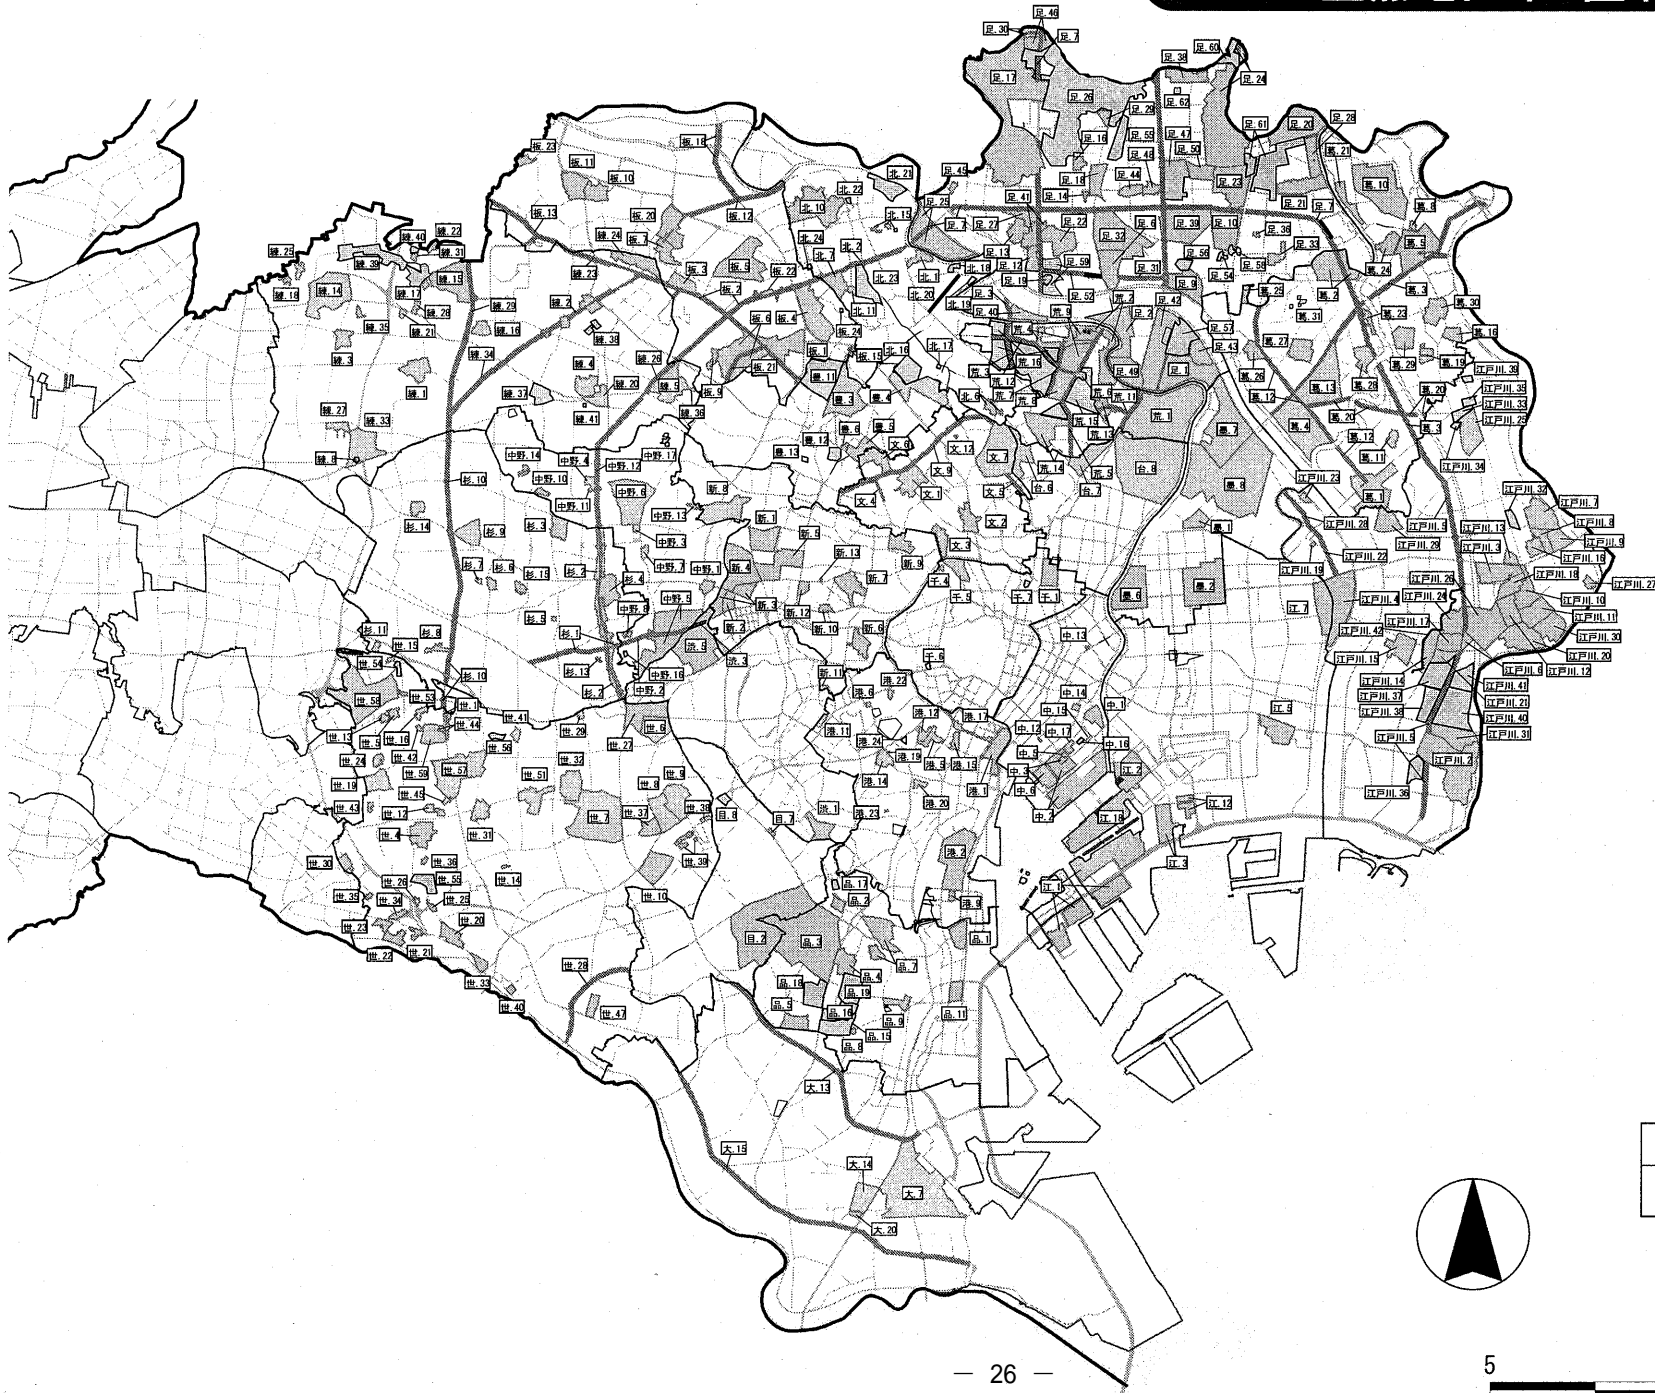 足.46
足.30
足.7
足.17
足.38
足.60
足.24
足.26
足.29
足.62
足.16
足.55
足.47
足.61
足.20
足.28
葛.21
足.50
足.18
足.44
足.23
葛.10
足.45
足.25
足.41
足.14
足.21
足.7
葛.8
板.23
板.18
板.11
板.10
北.21
北.22
北.10
北.15
板.13
板.20
板.12
板.7
足.27
足.22
足.6
足.39
足.10
足.36
足.33
葛.5
葛.24
練.22
練.40
練.25
練.39
練.31
練.24
練.23
板.3
板.5
板.22
北.24
北.7
北.2
北.23
北.1
北.18
足.13
足.12
足.59
足.37
足.31
足.56
足.54
足.58
練.18
練.14
練.17
練.15
練.28
練.29
練.2
板.2
北.20
北.19
足.3
足.19
足.52
荒.2
足.42
足.9
葛.25
葛.2
葛.3
葛.30
練.35
練.21
練.16
練.38
板.6
板.4
北.11
板.24
足.40
荒.9
荒.4
足.2
足.57
葛.31
葛.23
葛.16
練.3
練.34
練.4
練.26
板.1
板.15
北.16
北.17
荒.16
足.43
葛.27
葛.29
葛.19
江戸川.39
練.1
練.37
練.20
練.5
板.9
板.21
豊.11
豊.3
豊.4
北.6
荒.3
荒.12
荒.7
足.49
足.1
葛.26
葛.13
葛.28
江戸川.35
江戸川.33
江戸川.25
練.27
練.33
練.41
練.36
荒.11
荒.15
荒.13
荒.1
墨.7
葛.12
葛.4
葛.20
葛.3
練.8
中野.14
中野.4
中野.12
中野.17
豊.12
豊.13
豊.6
豊.5
文.6
文.12
文.7
文.9
荒.14
荒.5
台.8
墨.8
葛.11
江戸川.34
杉.10
中野.10
中野.11
中野.6
新.8
文.4
文.1
文.5
台.6
台.7
江戸川.23
葛.1
江戸川.32
江戸川.7
杉.14
杉.9
杉.3
中野.13
中野.3
新.1
新.5
文.2
文.3
墨.1
江戸川.28
江戸川.5
江戸川.29
江戸川.13
江戸川.8
江戸川.9
江戸川.3
江戸川.16
杉.7
杉.6
杉.15
杉.2
杉.4
中野.7
中野.1
新.4
新.13
新.7
新.9
千.4
千.5
千.7
千.1
墨.6
墨.2
江戸川.22
江戸川.19
江戸川.26
江戸川.24
江戸川.18
江戸川.27
杉.5
中野.8
中野.5
新.3
新.2
新.12
新.10
新.6
江.7
江戸川.4
江戸川.17
江戸川.10
江戸川.11
杉.11
杉.8
世.15
世.54
杉.1
杉.13
渋.5
渋.3
新.11
千.6
中.13
江戸川.42
江戸川.15
江戸川.30
江戸川.20
江戸川.6
江戸川.12
杉.10
杉.2
中野.16
中野.2
港.6
港.22
中.14
中.15
中.1
江戸川.14
江戸川.37
江戸川.38
江戸川.41
江戸川.21
江戸川.40
江戸川.31
世.58
世.53
世.1
世.44
世.41
世.29
世.27
世.6
港.11
港.12
港.17
中.12
中.17
中.16
江.5
江戸川.5
江戸川.2
世.13
世.5
世.16
世.42
世.56
世.24
世.59
世.57
世.51
世.32
世.8
世.9
港.24
港.19
港.5
港.15
中.5
中.3
中.6
江.2
世.19
世.45
世.43
世.12
世.4
世.31
世.7
世.37
世.38
目.8
目.7
渋.1
港.14
港.20
港.1
港.23
中.2
江.12
江.18
江戸川.36
世.30
世.36
世.55
世.14
世.39
世.10
港.2
江.3
江.1
世.35
世.26
世.34
世.25
世.23
世.20
世.22
世.21
品.17
品.2
港.9
目.2
品.3
品.1
品.7
世.33
世.40
世.28
世.47
品.18
品.4
品.19
品.5
品.16
品.9
品.15
品.8
品.11
大.13
大.15
大.14
大.7
大.20
― 26 ―
5